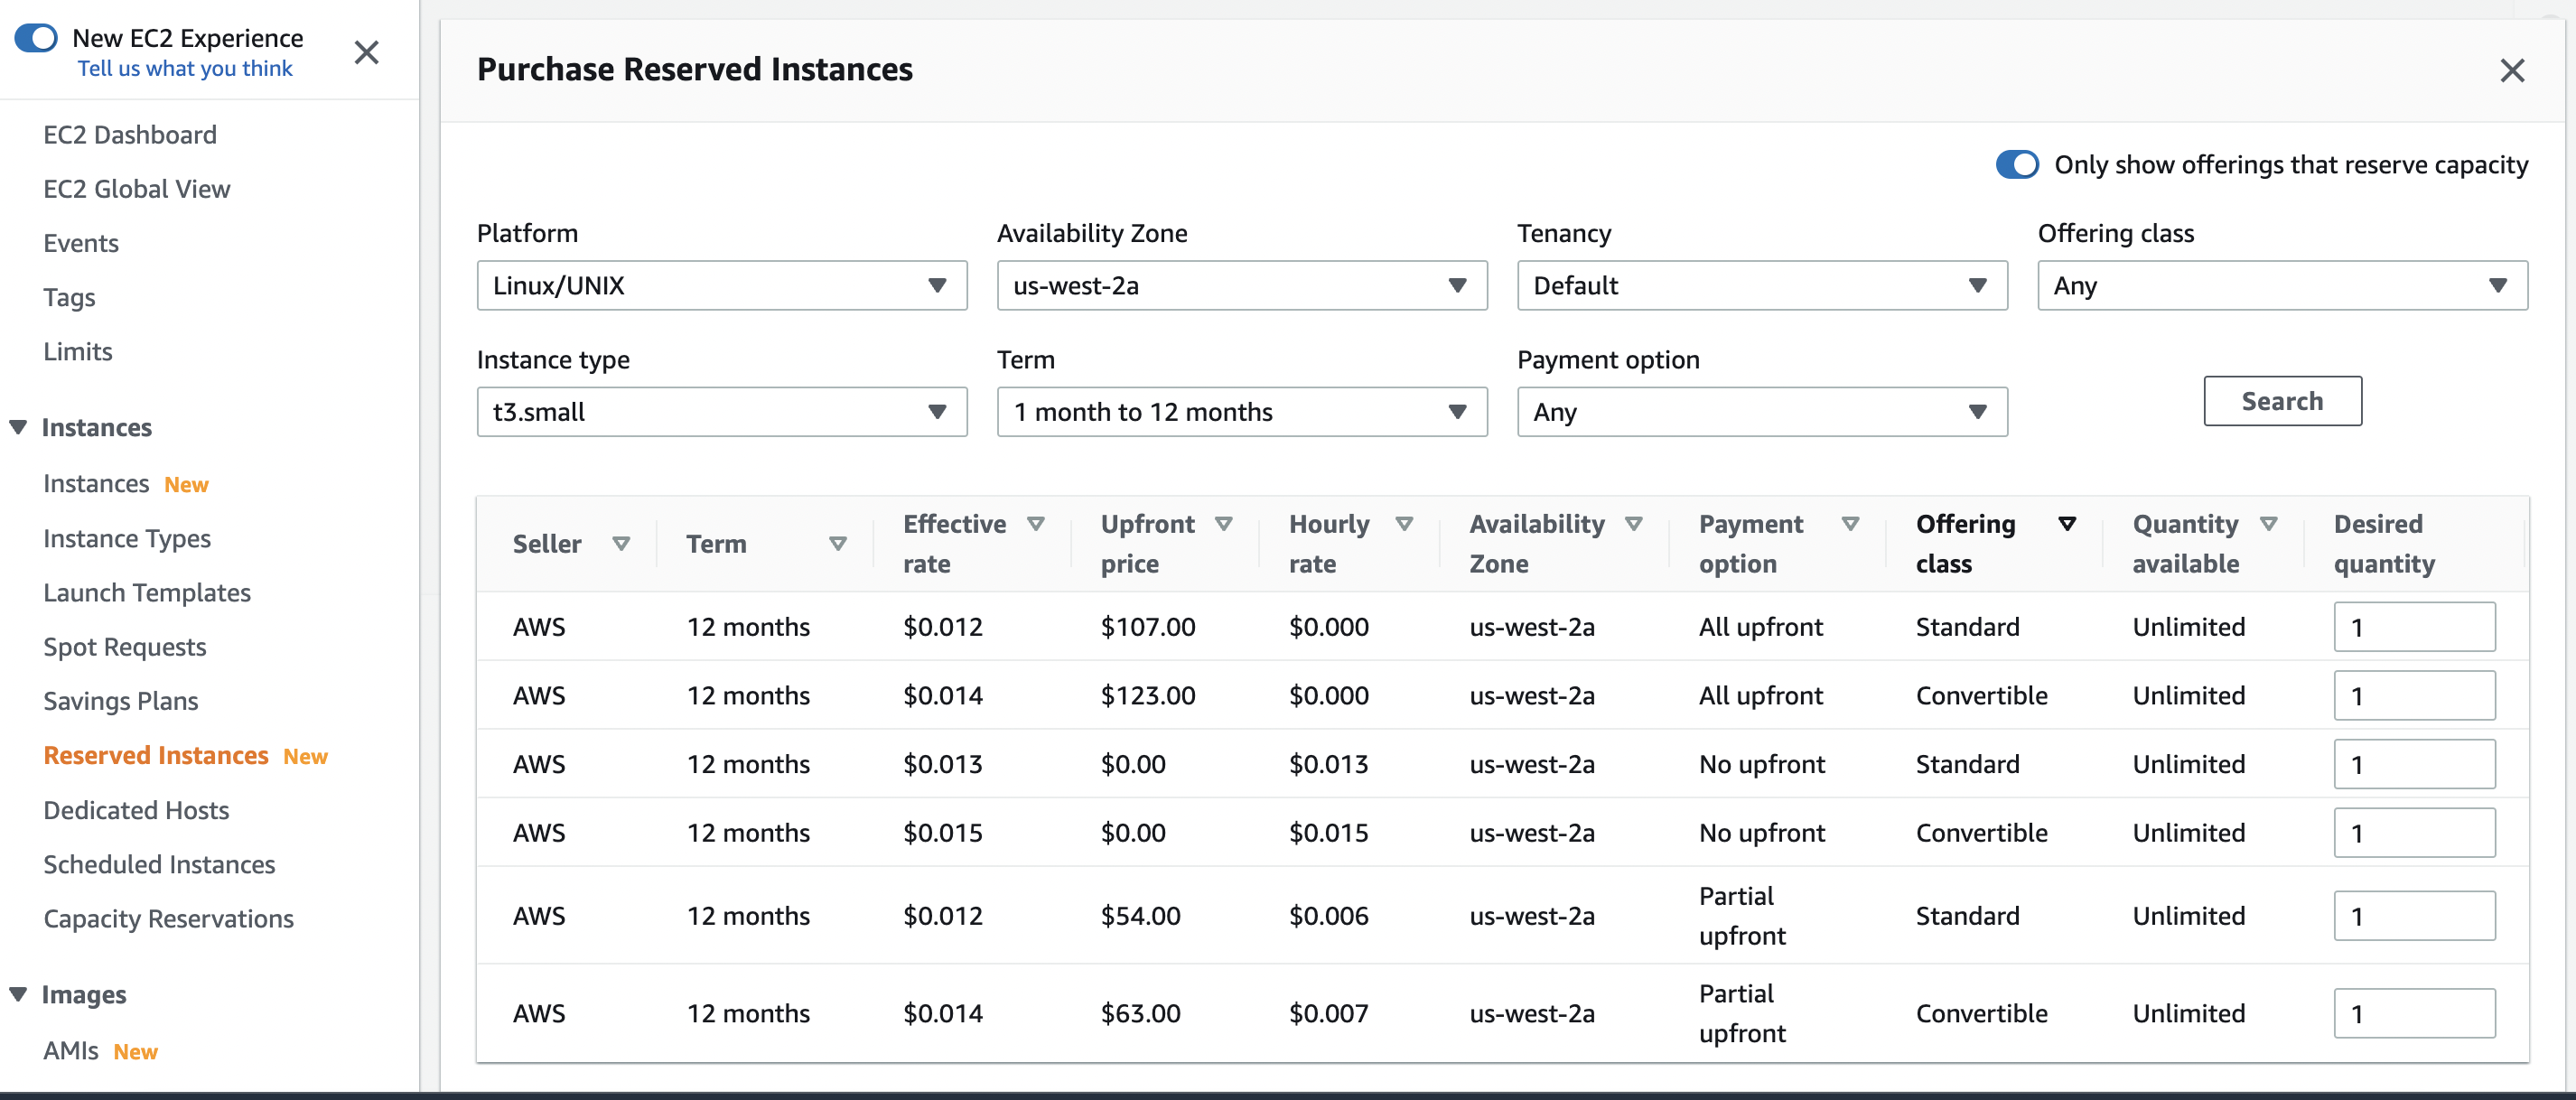 New EC2 Experience
Tell us what you think
EC2 Dashboard
EC2 Global View
Events
Tags
Limits
Instances
Instances New
Instance Types
Launch Templates
Spot Requests
Savings Plans
Reserved Instances New
Dedicated Hosts
Scheduled Instances
Capacity Reservations
Images
AMIs New
Purchase Reserved Instances
Only show offerings that reserve capacity
Platform Availability Zone Tenancy Offering class
Linux/UNIX us-west-2a Default Any
Instance type Term Payment option
t3.small 1 month to 12 months Any Search
Seller Term Effective rate Upfront price Hourly rate Availability Zone Payment option Offering class Quantity available Desired quantity
AWS 12 months $0.012 $107.00 $0.000 us-west-2a All upfront Standard Unlimited 1
AWS 12 months $0.014 $123.00 $0.000 us-west-2a All upfront Convertible Unlimited 1
AWS 12 months $0.013 $0.00 $0.013 us-west-2a No upfront Standard Unlimited 1
AWS 12 months $0.015 $0.00 $0.015 us-west-2a No upfront Convertible Unlimited 1
AWS 12 months $0.012 $54.00 $0.006 us-west-2a Partial upfront Standard Unlimited 1
AWS 12 months $0.014 $63.00 $0.007 us-west-2a Partial upfront Convertible Unlimited 1